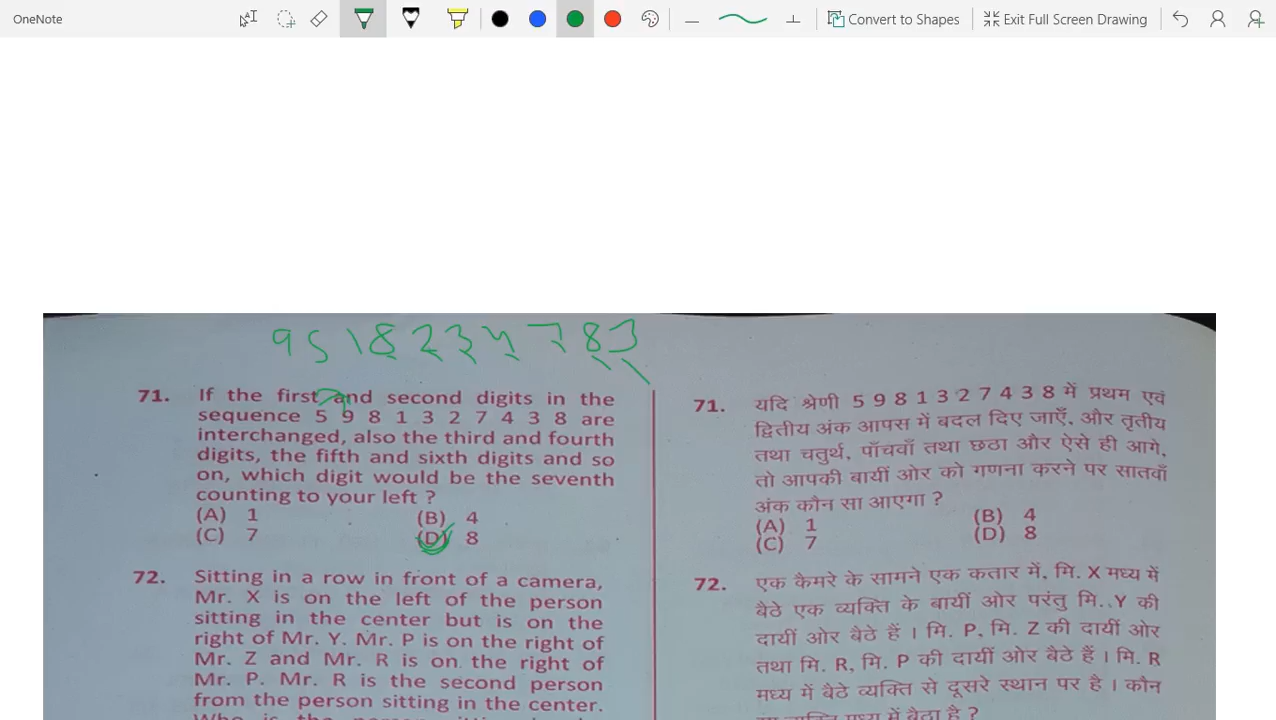 OneNote
Convert to Shapes
Exit Full Screen Drawing
9 5 1 8 2 3 4 7 8 3
71. If the first and second digits in the
sequence 5 9 8 1 3 2 7 4 3 8 are
interchanged, also the third and fourth
digits, the fifth and sixth digits and so
on, which digit would be the seventh
counting to your left ?
(A) 1 (B) 4
(C) 7 (D) 8
72. Sitting in a row in front of a camera,
Mr. X is on the left of the person
sitting in the center but is on the
right of Mr. Y. Mr. P is on the right of
Mr. Z and Mr. R is on the right of
Mr. P. Mr. R is the second person
from the person sitting in the center.
71. यदि श्रेणी 5 9 8 1 3 2 7 4 3 8 में प्रथम एवं
द्वितीय अंक आपस में बदल दिए जाएँ, और तृतीय
तथा चतुर्थ, पाँचवाँ तथा छठा और ऐसे ही आगे,
तो आपकी बायीं ओर को गणना करने पर सातवाँ
अंक कौन सा आएगा ?
(A) 1 (B) 4
(C) 7 (D) 8
72. एक कैमरे के सामने एक कतार में, मि. X मध्य में
बैठे एक व्यक्ति के बायीं ओर परंतु मि. Y की
दायीं ओर बैठे हैं । मि. P, मि. Z की दायीं ओर
तथा मि. R, मि. P की दायीं ओर बैठे हैं । मि. R
मध्य में बैठे व्यक्ति से दूसरे स्थान पर है । कौन